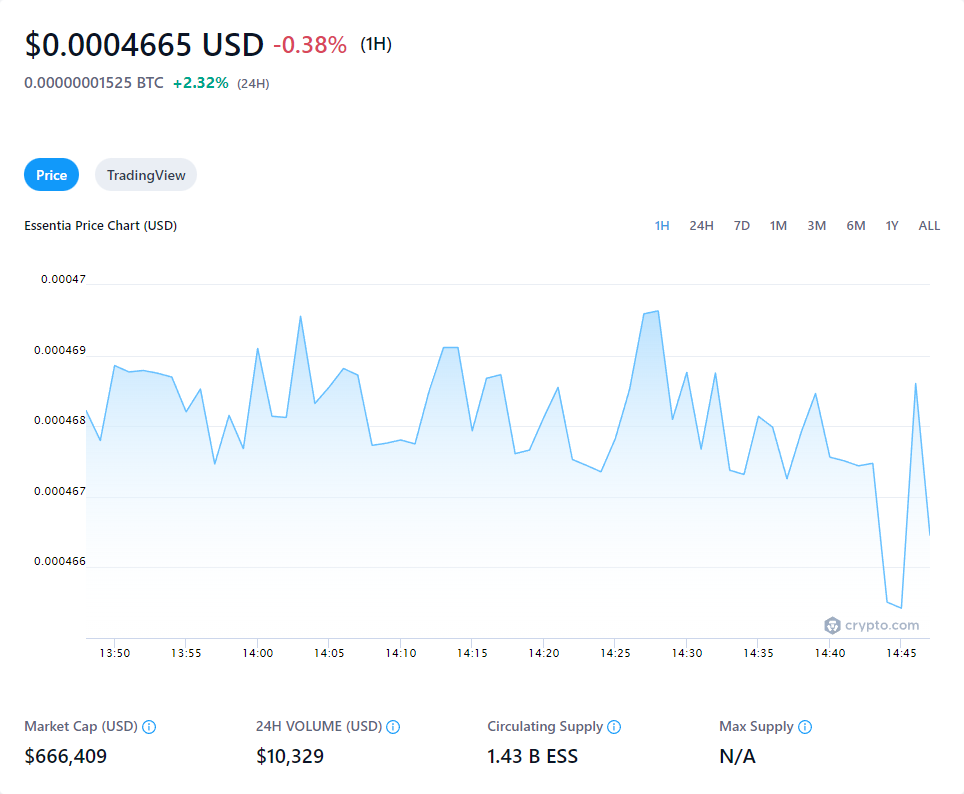 $0.0004665 USD -0.38% (1H)
0.00000001525 BTC +2.32% (24H)
Price TradingView
Essentia Price Chart (USD) 1H 24H 7D 1M 3M 6M 1Y ALL
0.00047
0.000469
0.000468
0.000467
0.000466
crypto.com
13:50 13:55 14:00 14:05 14:10 14:15 14:20 14:25 14:30 14:35 14:40 14:45
Market Cap (USD) 24H VOLUME (USD) Circulating Supply Max Supply
$666,409 $10,329 1.43 B ESS N/A